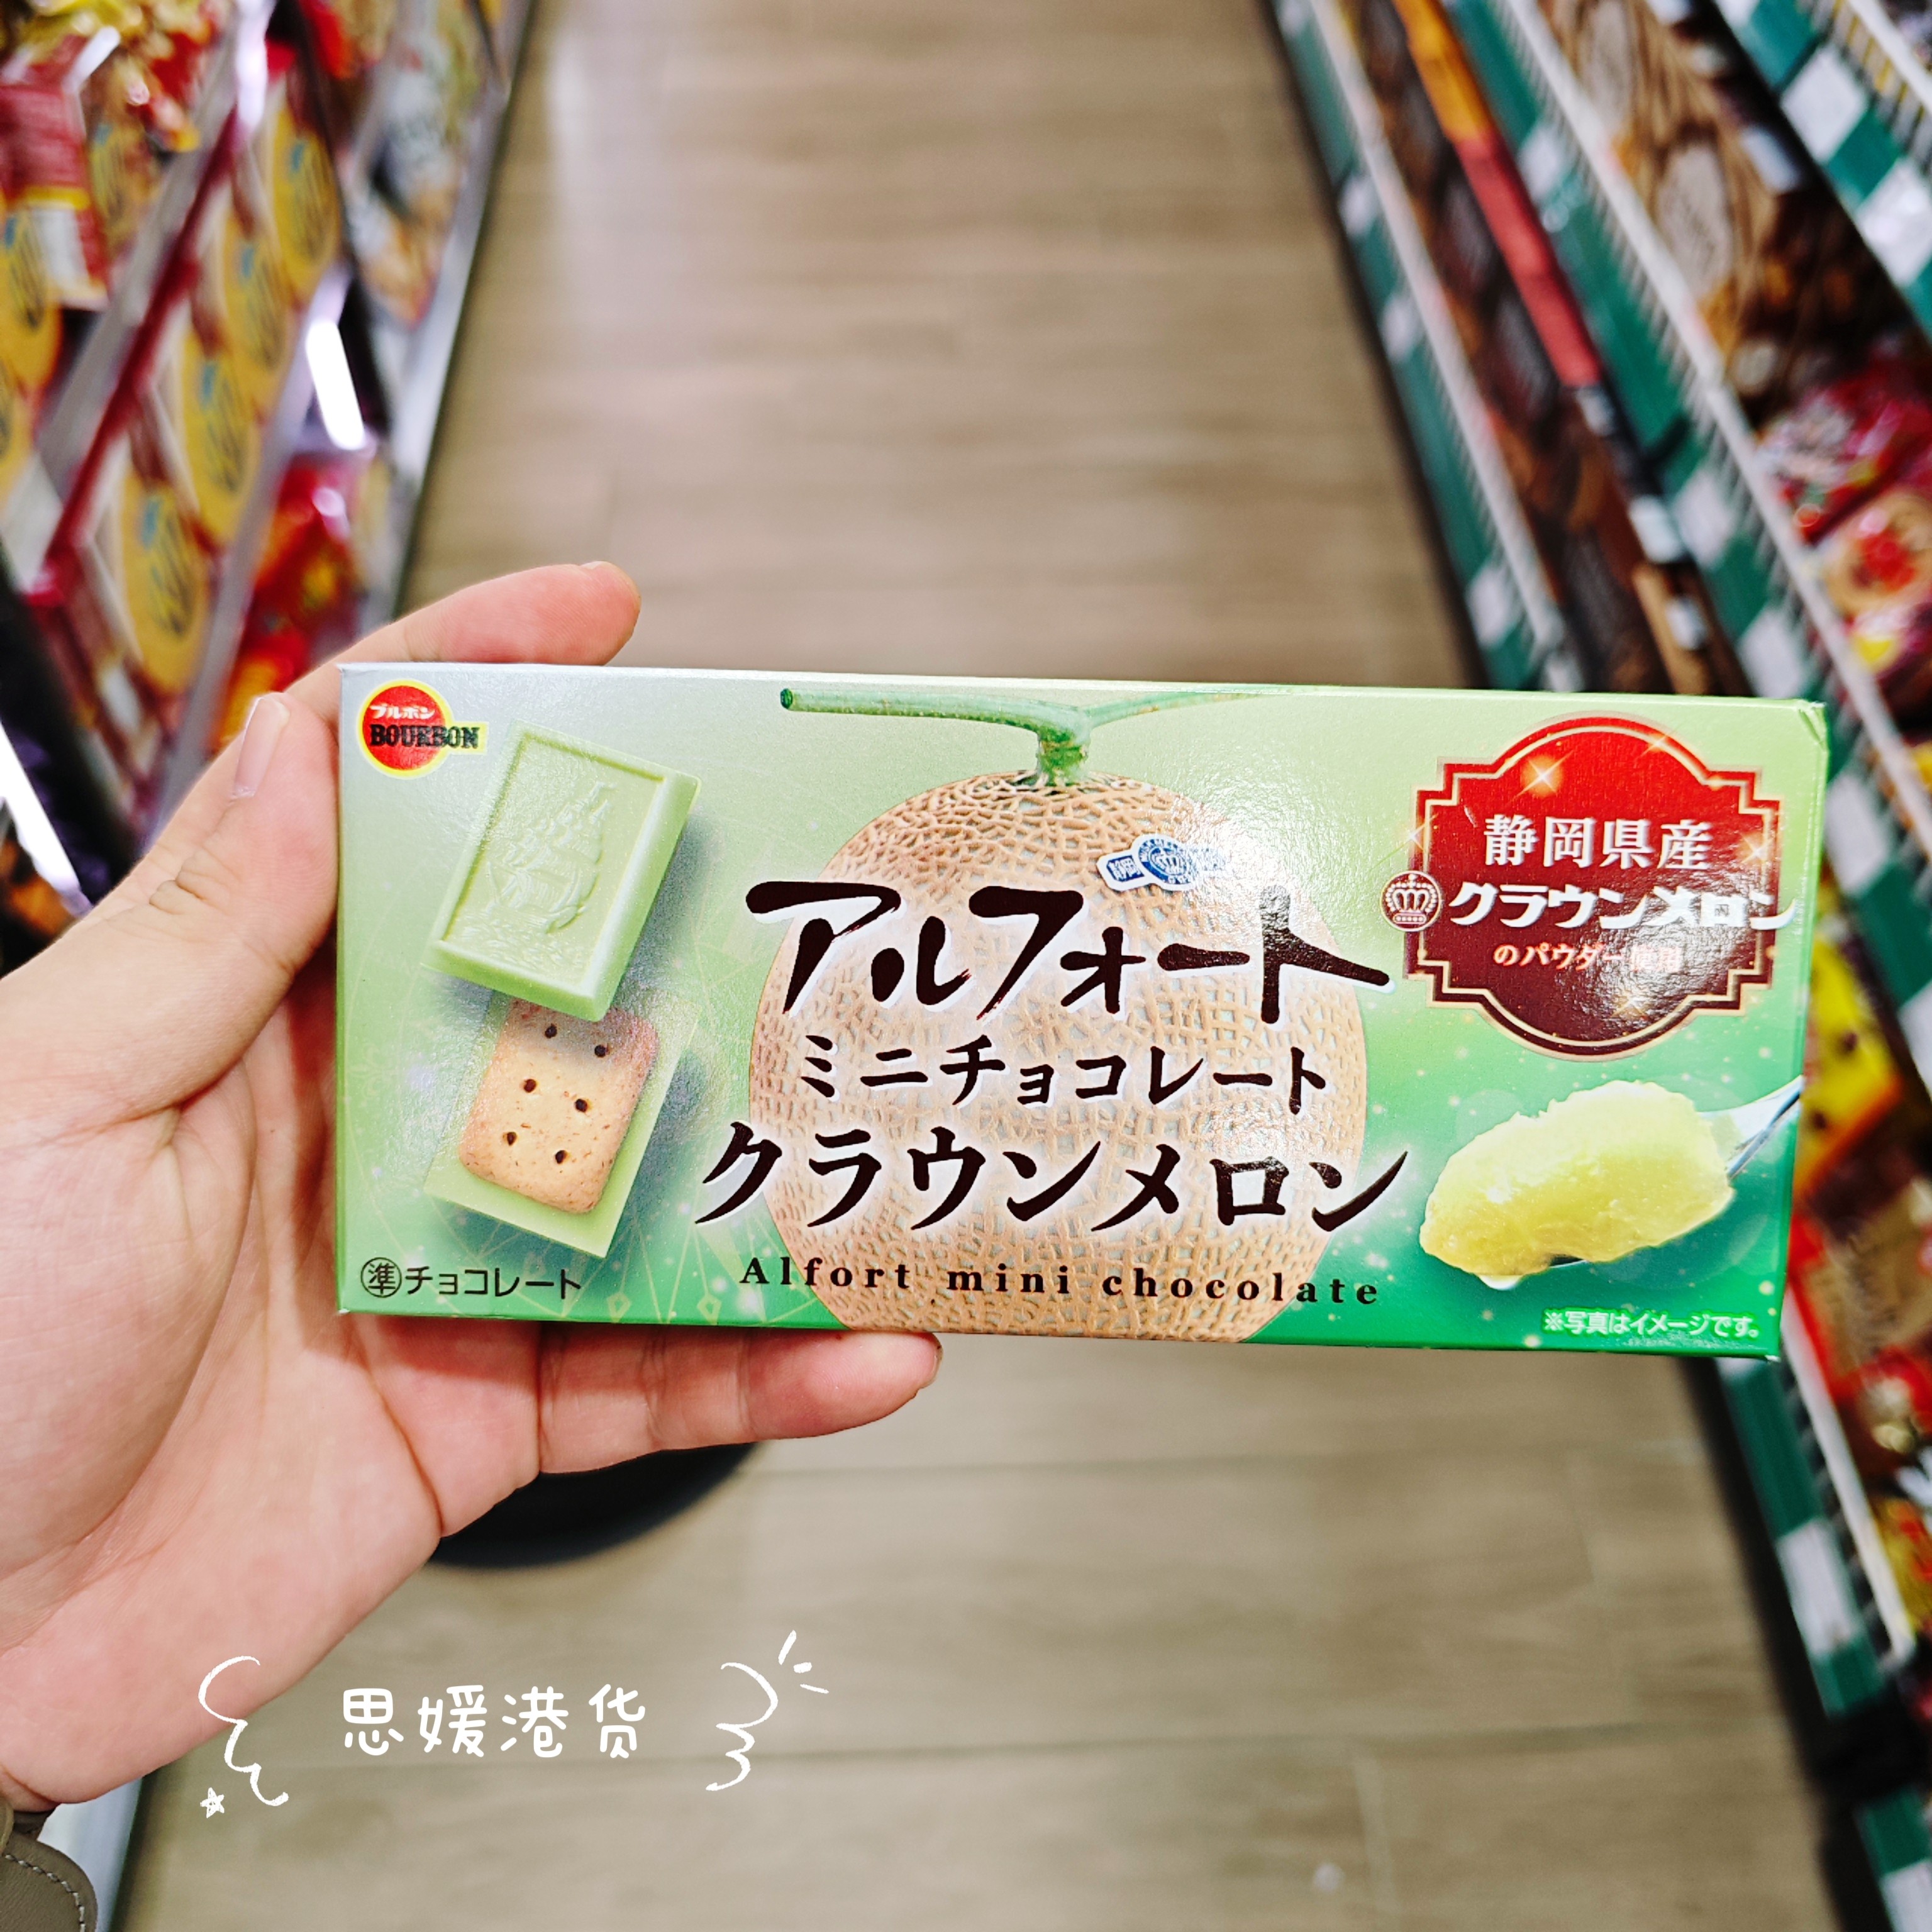 ブルボン
BOURBON
静岡県産
クラウンメロン
のパウダー使用
静岡
アルフォート
ミニチョコレート
クラウンメロン
Alfort mini chocolate
準チョコレート
※写真はイメージです。
思媛港货